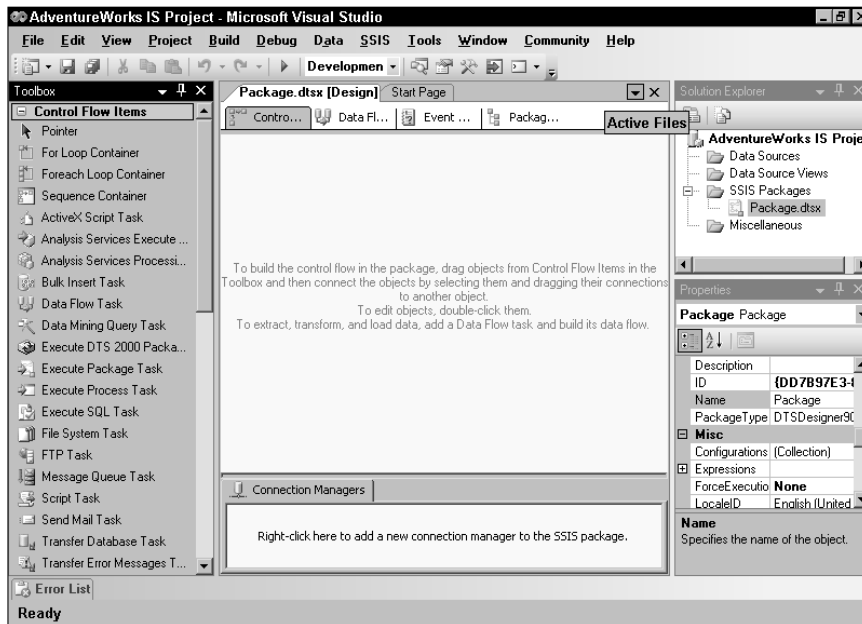 AdventureWorks IS Project - Microsoft Visual Studio
File Edit View Project Build Debug Data SSIS Tools Window Community Help
Developmen
Toolbox
Control Flow Items
Pointer
For Loop Container
Foreach Loop Container
Sequence Container
ActiveX Script Task
Analysis Services Execute ...
Analysis Services Processi...
Bulk Insert Task
Data Flow Task
Data Mining Query Task
Execute DTS 2000 Packa...
Execute Package Task
Execute Process Task
Execute SQL Task
File System Task
FTP Task
Message Queue Task
Script Task
Send Mail Task
Transfer Database Task
Transfer Error Messages T...
Package.dtsx [Design] Start Page
Contro... Data Fl... Event ... Packag...
Active Files
To build the control flow in the package, drag objects from Control Flow Items in the
Toolbox and then connect the objects by selecting them and dragging their connections
to another object.
To edit objects, double-click them.
To extract, transform, and load data, add a Data Flow task and build its data flow.
Connection Managers
Right-click here to add a new connection manager to the SSIS package.
Solution Explorer
AdventureWorks IS Proje
Data Sources
Data Source Views
SSIS Packages
Package.dtsx
Miscellaneous
Properties
Package Package
Description
ID {DD7B97E3-8
Name Package
PackageType DTSDesigner90
Misc
Configurations (Collection)
Expressions
ForceExecutio None
LocaleID English (United
Name
Specifies the name of the object.
Error List
Ready